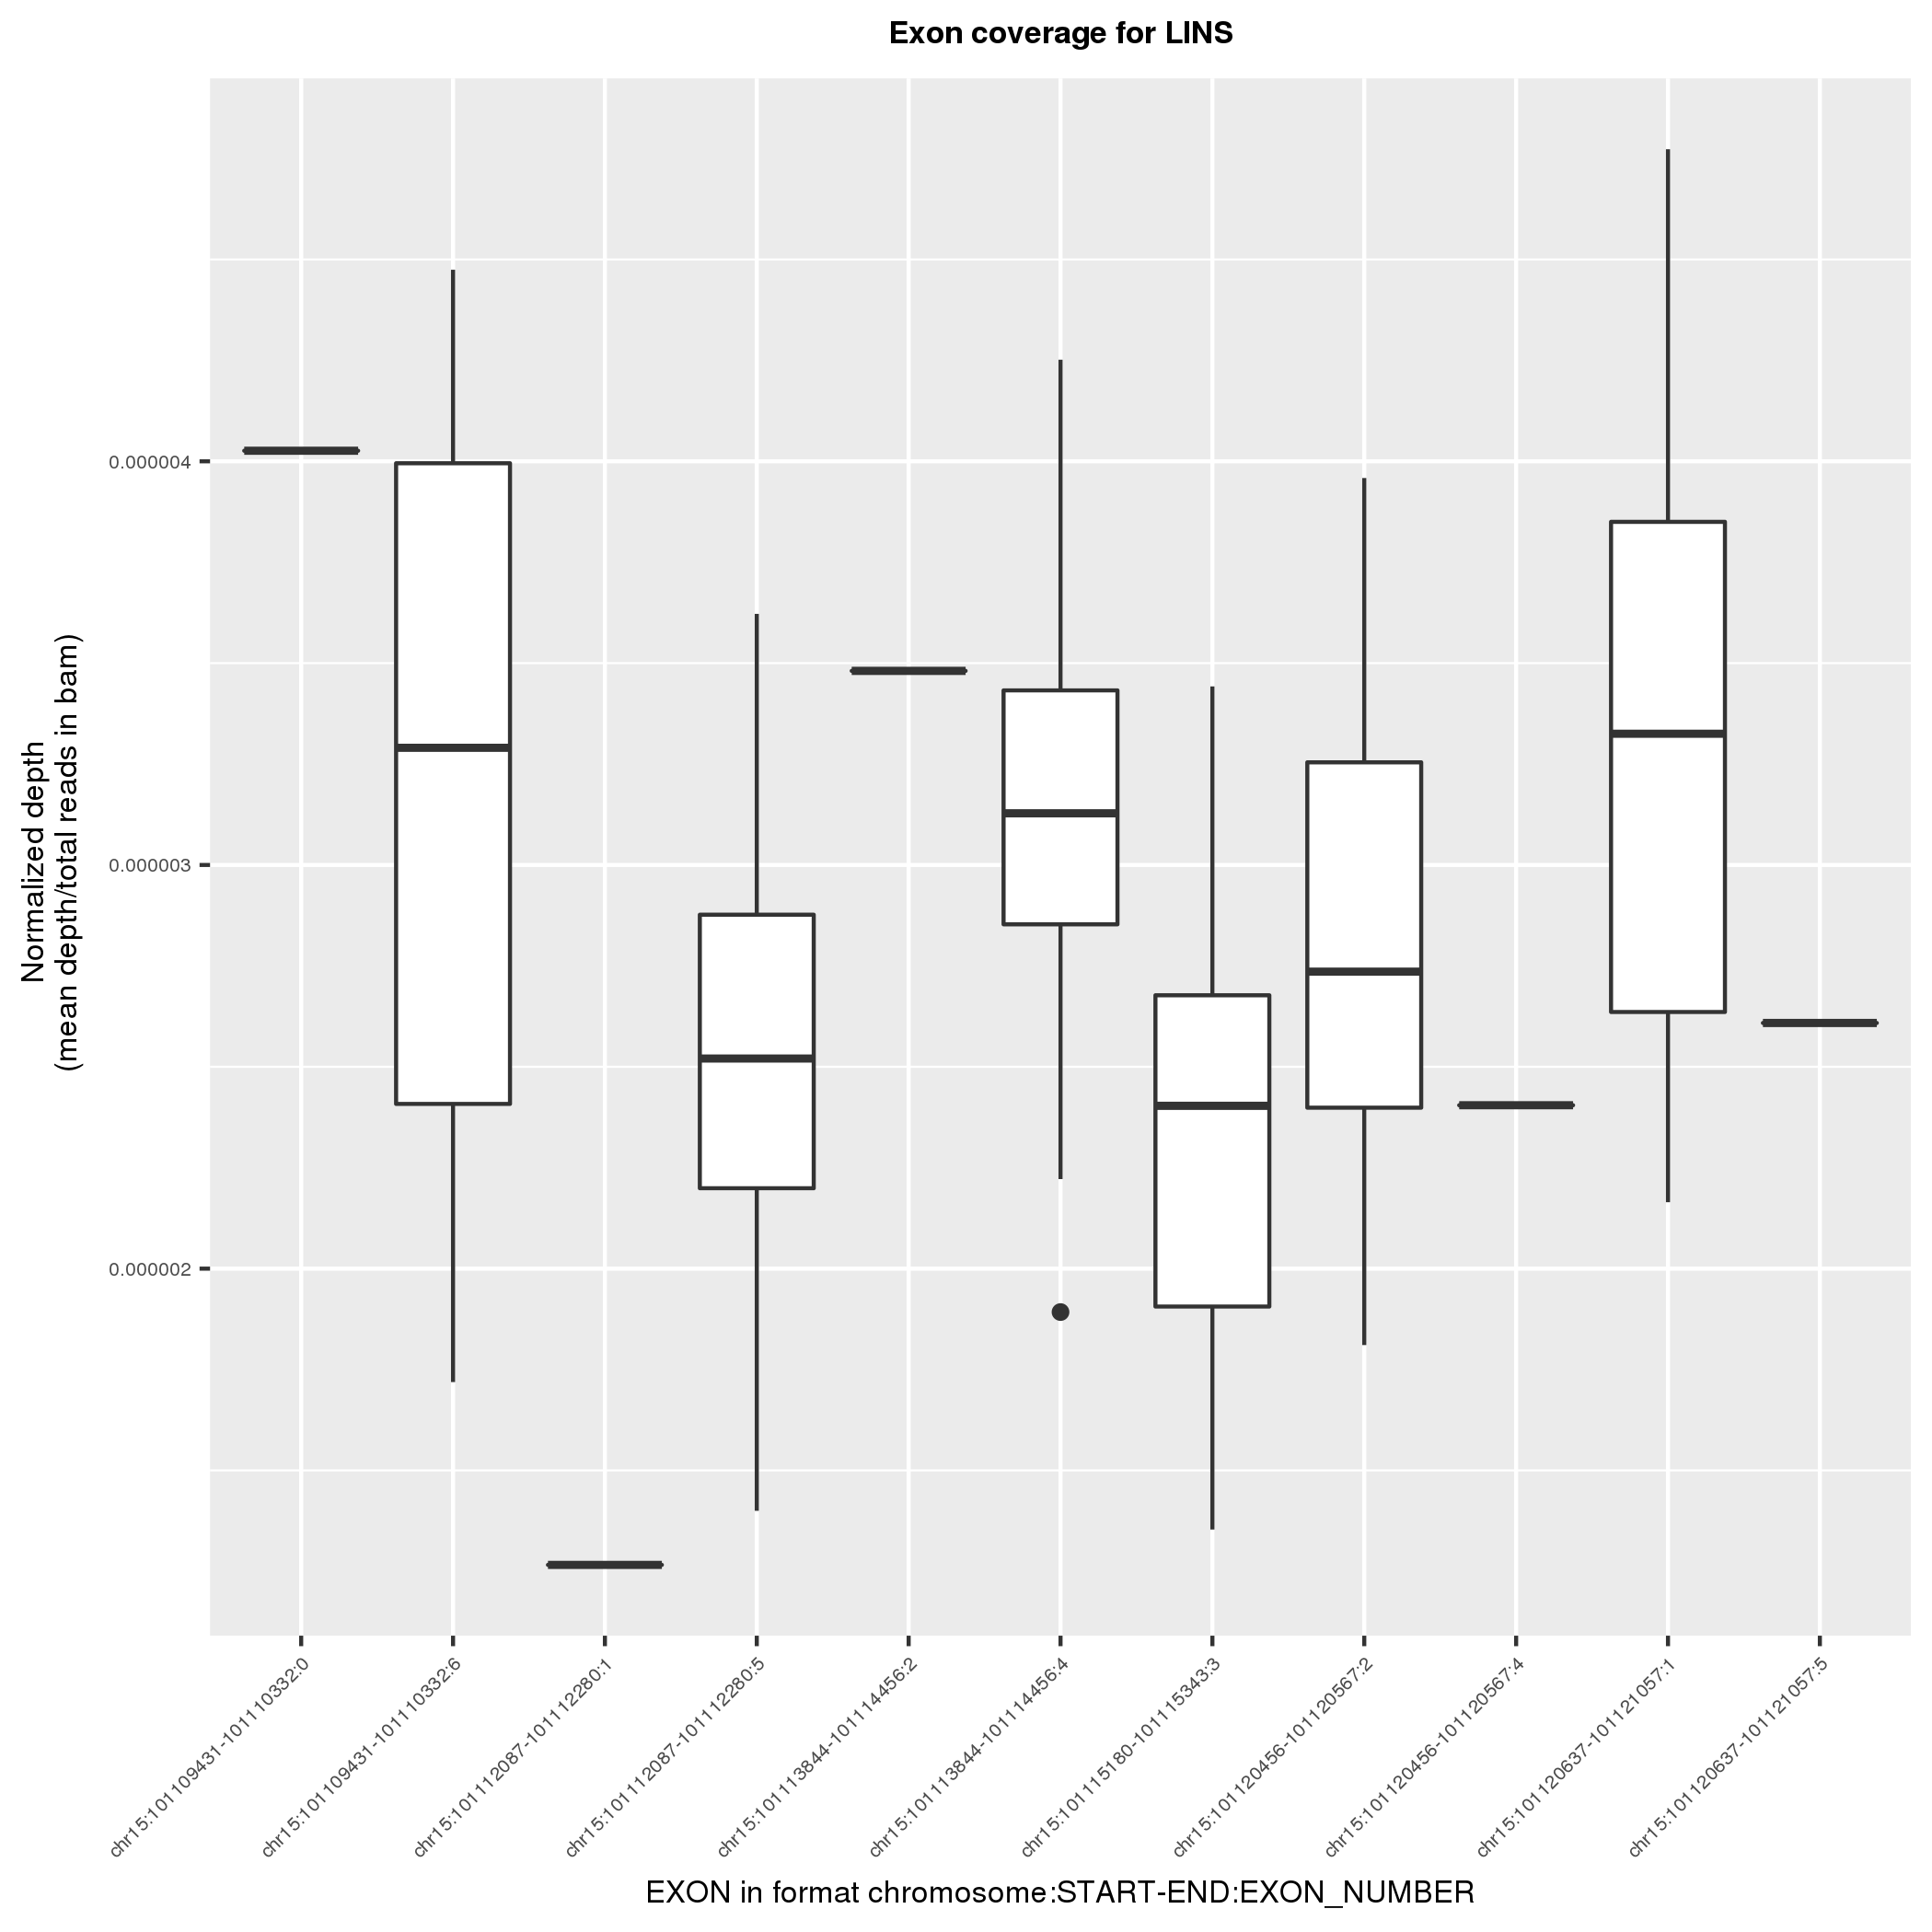 Exon coverage for LINS
Normalized depth
(mean depth/total reads in bam)
0.000004
0.000003
0.000002
chr15:101109431-101110332:0
chr15:101109431-101110332:6
chr15:101112087-101112280:1
chr15:101112087-101112280:5
chr15:101113844-101114456:2
chr15:101113844-101114456:4
chr15:101115180-101115343:3
chr15:101120456-101120567:2
chr15:101120456-101120567:4
chr15:101120637-101121057:1
chr15:101120637-101121057:5
EXON in format chromosome:START-END:EXON_NUMBER